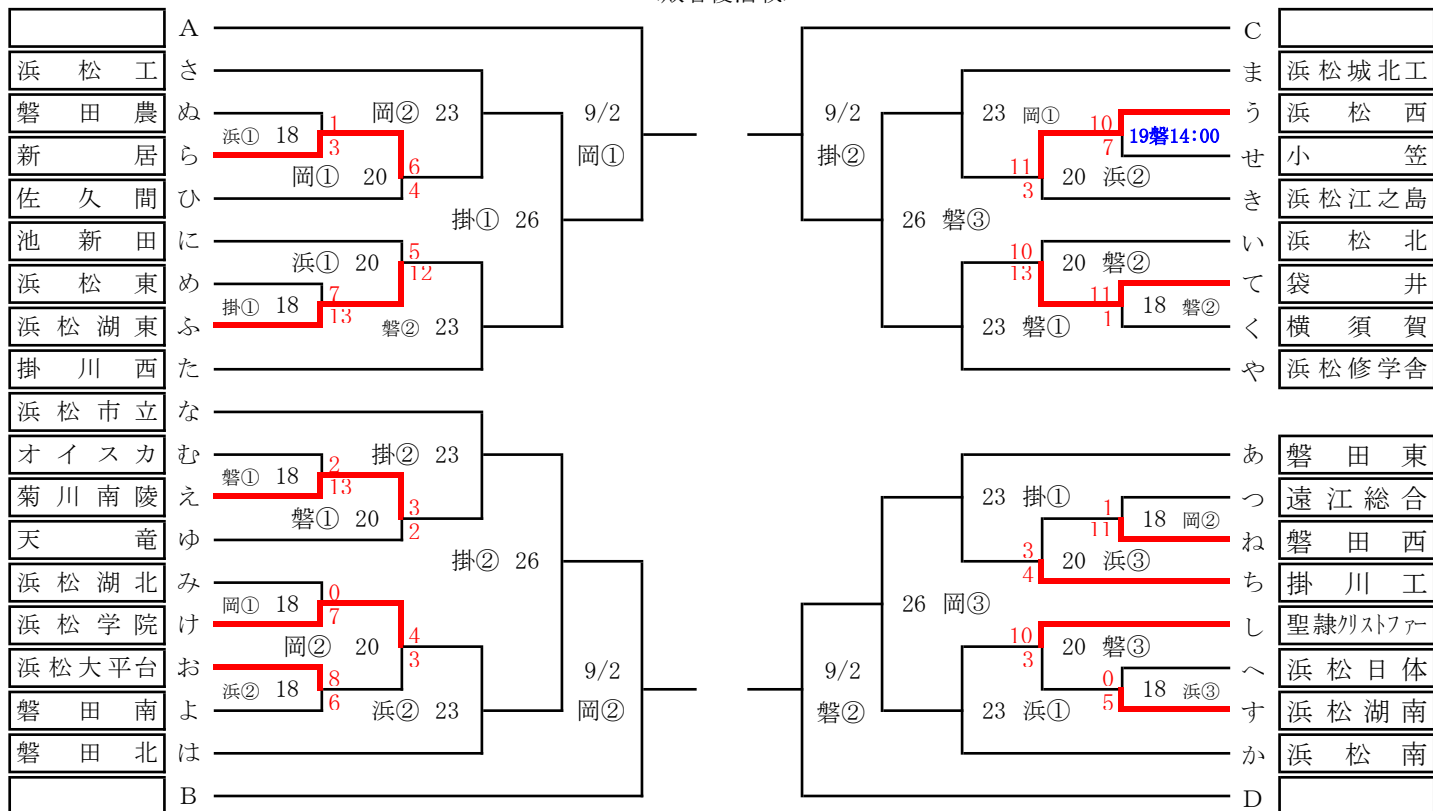 A
C
浜松工 さ
ま 浜松城北工
磐田農 ぬ
岡② 23
9/2
9/2
23 岡①
う 浜松西
浜① 18
1
3
10
7
19磐14:00
新居 ら
岡①
掛②
せ 小笠
岡① 20
6
4
11
3
20 浜②
佐久間 ひ
き 浜松江之島
掛① 26
26 磐③
池新田 に
い 浜松北
浜① 20
5
12
10
13
20 磐②
浜松東 め
て 袋井
掛① 18
7
13
11
1
18 磐②
浜松湖東 ふ
磐② 23
23 磐①
く 横須賀
掛川西 た
や 浜松修学舎
浜松市立 な
オイスカ む
掛② 23
あ 磐田東
磐① 18
2
13
菊川南陵 え
23 掛①
1
11
18 岡②
つ 遠江総合
磐① 20
3
2
天竜 ゆ
ね 磐田西
掛② 26
3
4
20 浜③
浜松湖北 み
ち 掛川工
岡① 18
0
7
26 岡③
浜松学院 け
し 聖隷クリストファー
岡② 20
4
3
10
3
20 磐③
浜松大平台 お
9/2
9/2
へ 浜松日体
浜② 18
8
6
0
5
18 浜③
磐田南 よ
浜② 23
岡②
磐②
23 浜①
す 浜松湖南
磐田北 は
か 浜松南
B
D